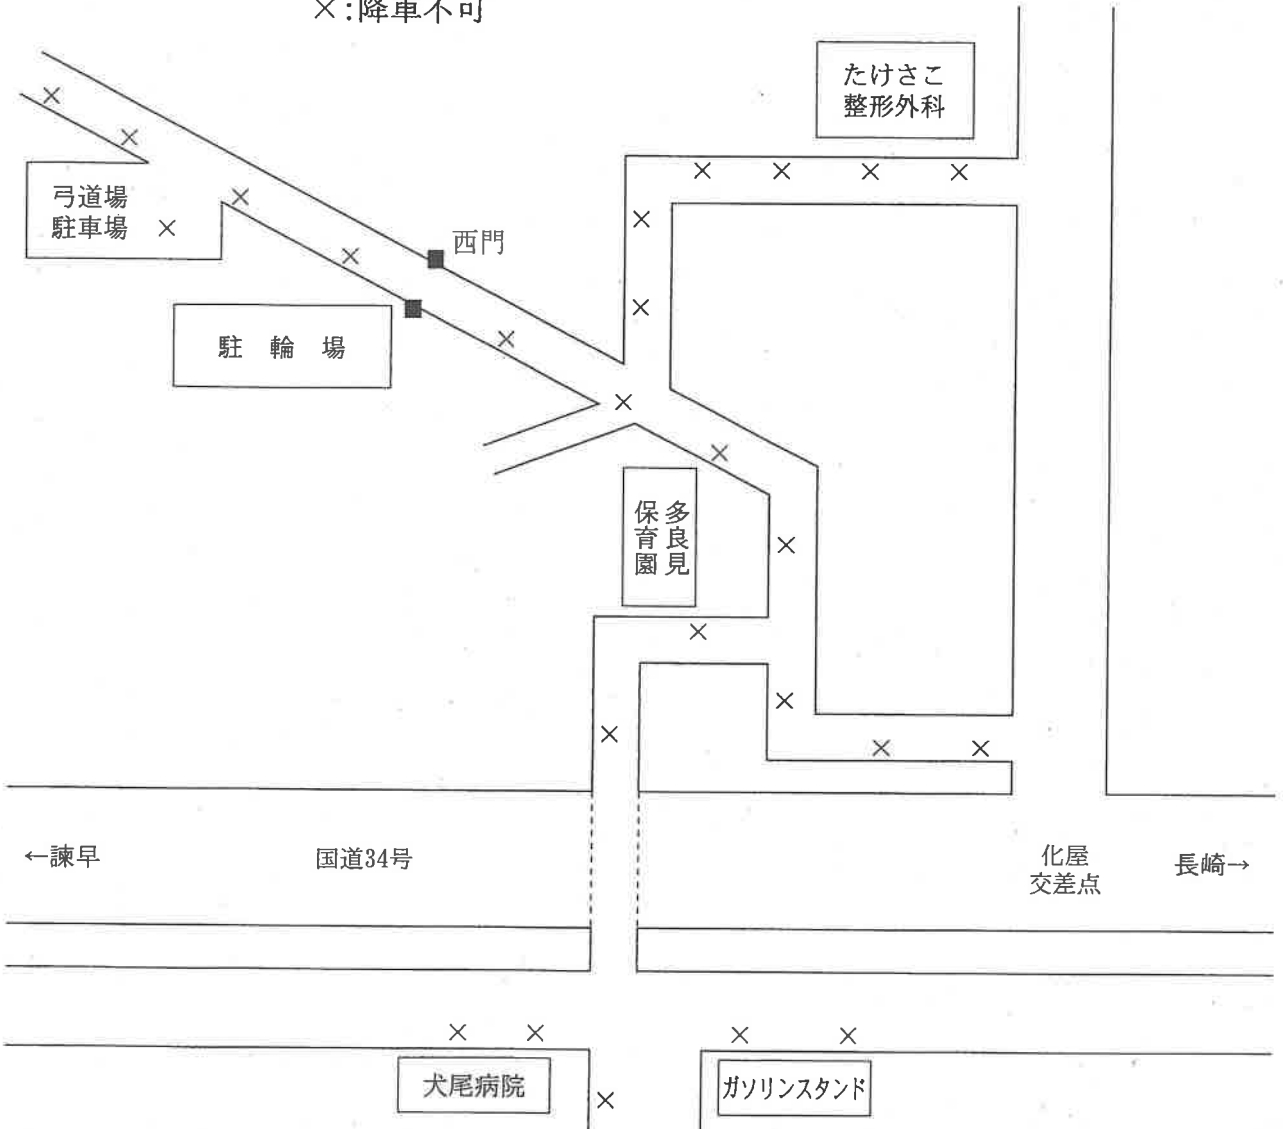 ×:降車不可
たけさこ
整形外科
弓道場
駐車場
西門
駐輪場
多良見
保育園
←諫早
国道34号
化屋
交差点
長崎→
犬尾病院
ガソリンスタンド